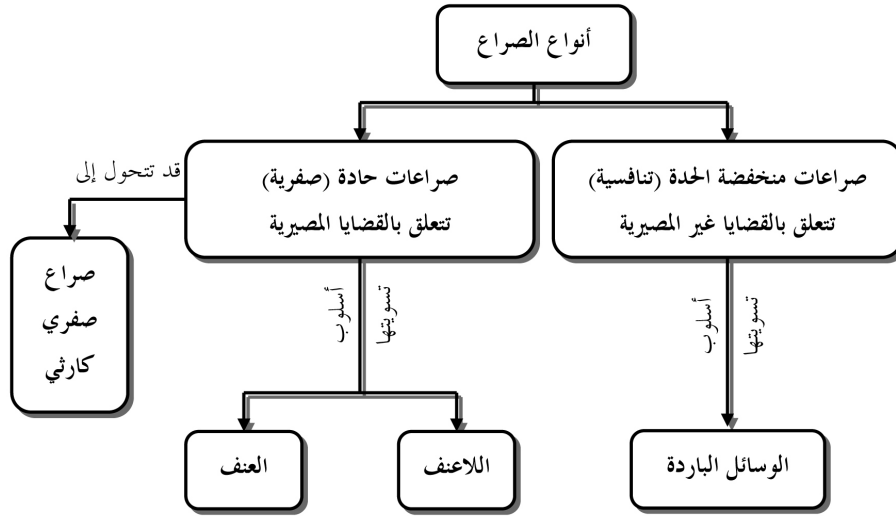 أنواع الصراع
صراعات منخفضة الحدة (تنافسية)
تتعلق بالقضايا غير المصيرية
صراعات حادة (صفرية)
تتعلق بالقضايا المصيرية
قد تتحول إلى
صراع
صفري
كارثي
أسلوب
تسويتها
أسلوب
تسويتها
الوسائل الباردة
اللاعنف
العنف